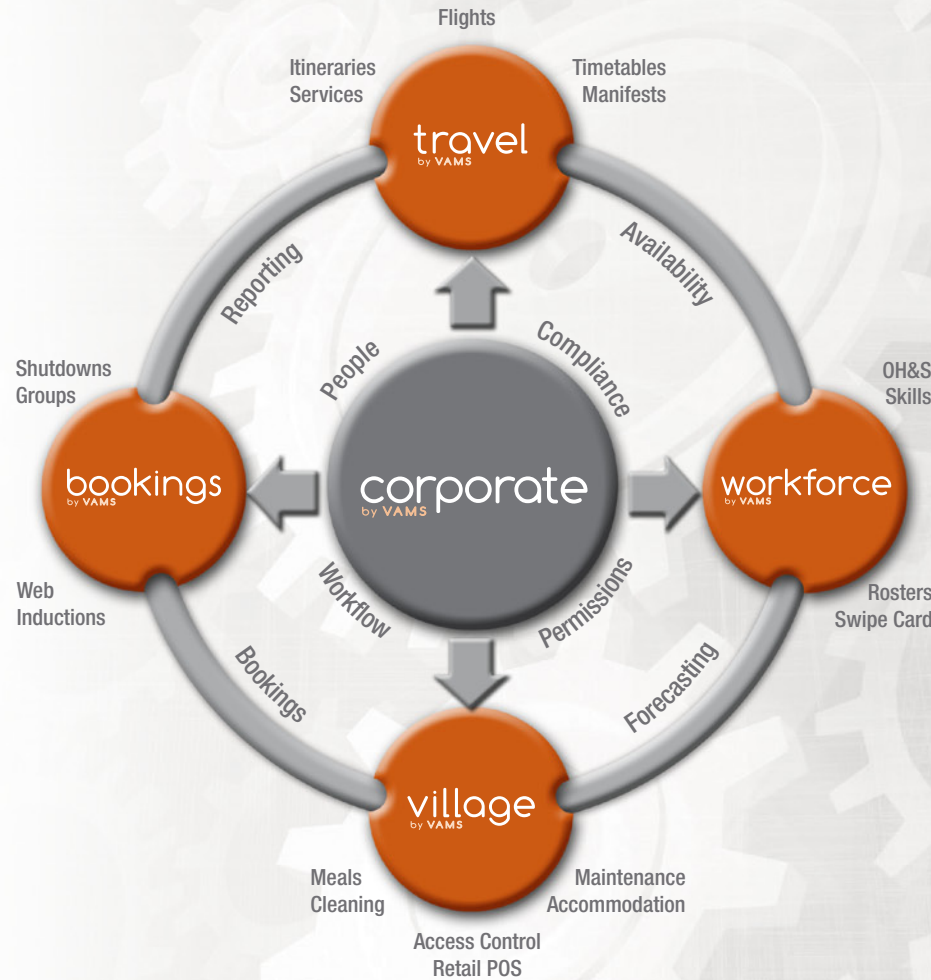 Flights
Itineraries
Services
Timetables
Manifests
travel
by VAMS
Reporting
Availability
People
Compliance
Shutdowns
Groups
OH&S
Skills
bookings
by VAMS
corporate
by VAMS
workforce
by VAMS
Web
Inductions
Workflow
Permissions
Rosters
Swipe Card
Bookings
Forecasting
village
by VAMS
Meals
Cleaning
Maintenance
Accommodation
Access Control
Retail POS